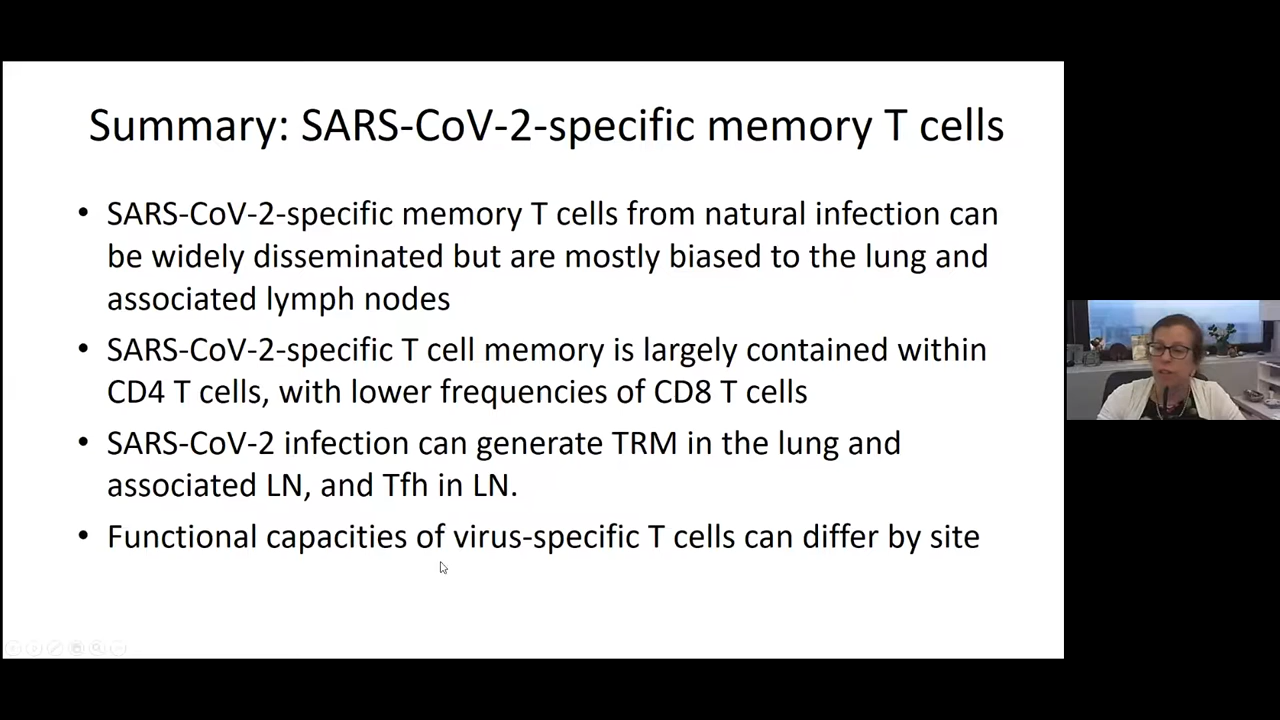 Summary: SARS-CoV-2-specific memory T cells
• SARS-CoV-2-specific memory T cells from natural infection can
be widely disseminated but are mostly biased to the lung and
associated lymph nodes
• SARS-CoV-2-specific T cell memory is largely contained within
CD4 T cells, with lower frequencies of CD8 T cells
• SARS-CoV-2 infection can generate TRM in the lung and
associated LN, and Tfh in LN.
• Functional capacities of virus-specific T cells can differ by site